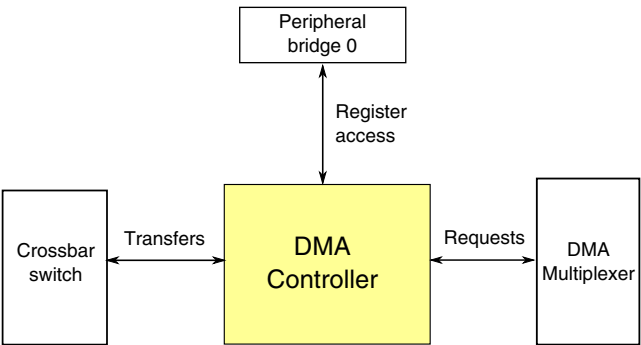 Peripheral
bridge 0
Register
access
Crossbar
switch
Transfers
DMA
Controller
Requests
DMA
Multiplexer